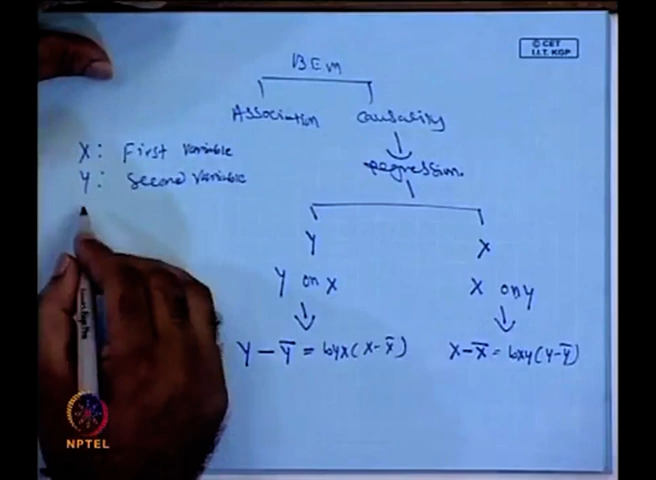 © CET
I.I.T. KGP
BEM
Association Causality
X: First Variable
Regression.
Y: Second Variable
Y X
Y on X X on y
Y - Y̅ = byx (X - X̅) X - X̅ = bxy (y - y̅)
NPTEL